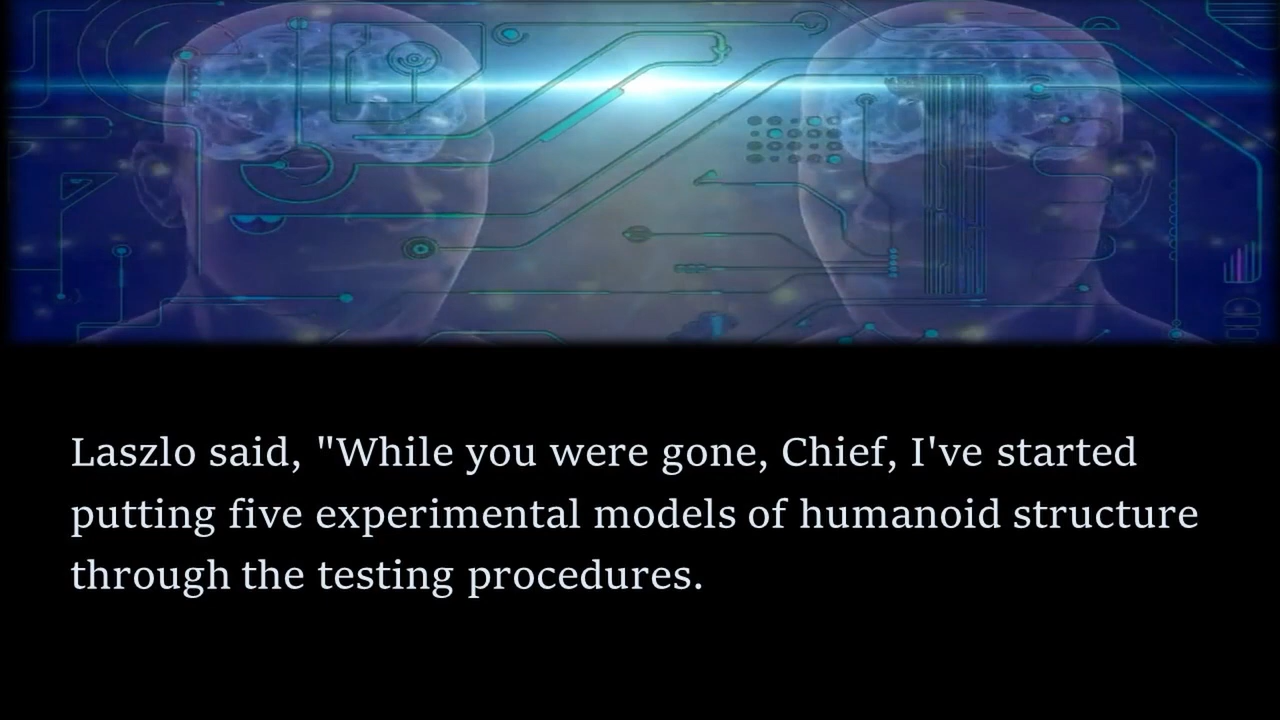 Laszlo said, "While you were gone, Chief, I've started
putting five experimental models of humanoid structure
through the testing procedures.